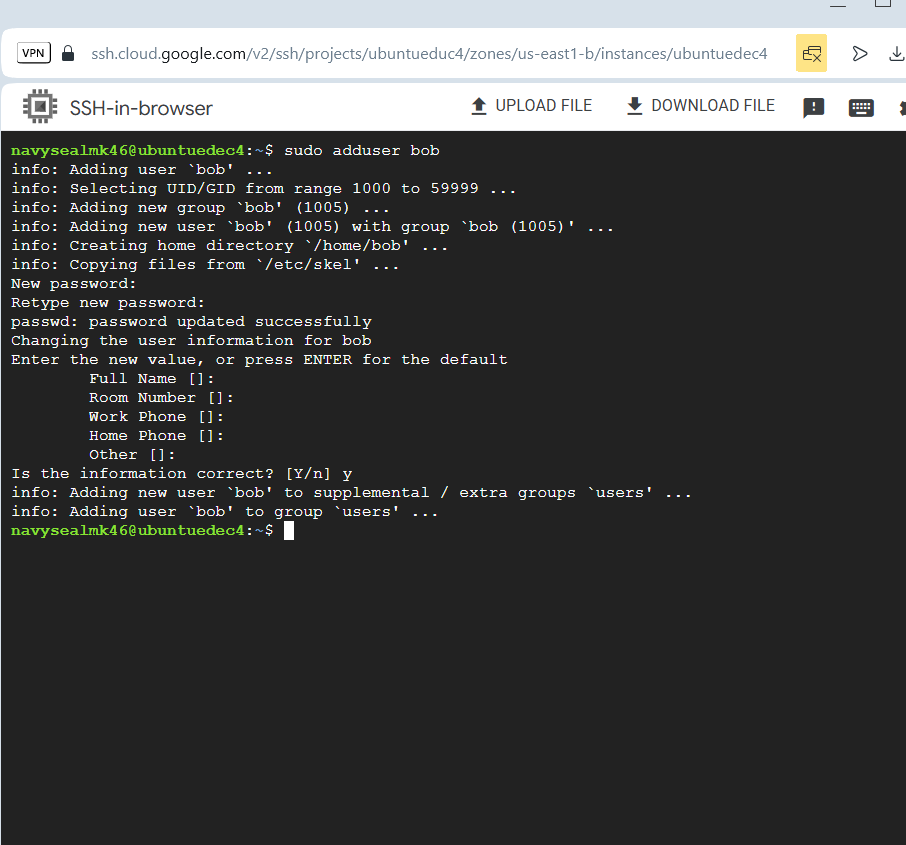 VPN
ssh.cloud.google.com/v2/ssh/projects/ubuntueduc4/zones/us-east1-b/instances/ubuntuedec4
SSH-in-browser
UPLOAD FILE
DOWNLOAD FILE
navysealmk46@ubuntuedec4:~$ sudo adduser bob
info: Adding user `bob' ...
info: Selecting UID/GID from range 1000 to 59999 ...
info: Adding new group `bob' (1005) ...
info: Adding new user `bob' (1005) with group `bob (1005)' ...
info: Creating home directory `/home/bob' ...
info: Copying files from `/etc/skel' ...
New password:
Retype new password:
passwd: password updated successfully
Changing the user information for bob
Enter the new value, or press ENTER for the default
        Full Name []:
        Room Number []:
        Work Phone []:
        Home Phone []:
        Other []:
Is the information correct? [Y/n] y
info: Adding new user `bob' to supplemental / extra groups `users' ...
info: Adding user `bob' to group `users' ...
navysealmk46@ubuntuedec4:~$